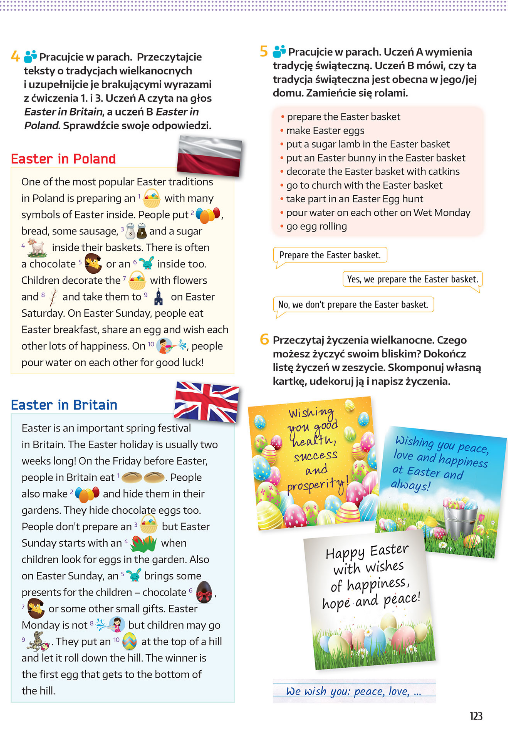 4 Pracujcie w parach. Przeczytajcie
teksty o tradycjach wielkanocnych
i uzupełnijcie je brakującymi wyrazami
z ćwiczenia 1. i 3. Uczeń A czyta na głos
Easter in Britain, a uczeń B Easter in
Poland. Sprawdźcie swoje odpowiedzi.
Easter in Poland
One of the most popular Easter traditions
in Poland is preparing an 1 with many
symbols of Easter inside. People put 2 ,
bread, some sausage, 3 and a sugar
4 inside their baskets. There is often
a chocolate 5 or an 6 inside too.
Children decorate the 7 with flowers
and 8 and take them to 9 on Easter
Saturday. On Easter Sunday, people eat
Easter breakfast, share an egg and wish each
other lots of happiness. On 10 , people
pour water on each other for good luck!
Easter in Britain
Easter is an important spring festival
in Britain. The Easter holiday is usually two
weeks long! On the Friday before Easter,
people in Britain eat 1 . People
also make 2 and hide them in their
gardens. They hide chocolate eggs too.
People don't prepare an 3 but Easter
Sunday starts with an 4 when
children look for eggs in the garden. Also
on Easter Sunday, an 5 brings some
presents for the children – chocolate 6 ,
7 or some other small gifts. Easter
Monday is not 8 but children may go
9 . They put an 10 at the top of a hill
and let it roll down the hill. The winner is
the first egg that gets to the bottom of
the hill.
5 Pracujcie w parach. Uczeń A wymienia
tradycję świąteczną. Uczeń B mówi, czy ta
tradycja świąteczna jest obecna w jego/jej
domu. Zamieńcie się rolami.
• prepare the Easter basket
• make Easter eggs
• put a sugar lamb in the Easter basket
• put an Easter bunny in the Easter basket
• decorate the Easter basket with catkins
• go to church with the Easter basket
• take part in an Easter Egg hunt
• pour water on each other on Wet Monday
• go egg rolling
Prepare the Easter basket.
Yes, we prepare the Easter basket.
No, we don't prepare the Easter basket.
6 Przeczytaj życzenia wielkanocne. Czego
możesz życzyć swoim bliskim? Dokończ
listę życzeń w zeszycie. Skomponuj własną
kartkę, udekoruj ją i napisz życzenia.
Wishing
you good
health,
success
and
prosperity!
Wishing you peace,
love and happiness
at Easter and
always!
Happy Easter
with wishes
of happiness,
hope and peace!
We wish you: peace, love, ...
123